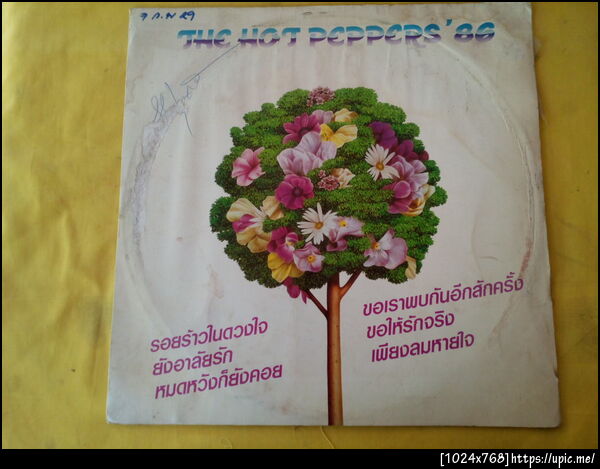 ๑ ก.พ ๒๙
THE HOT PEPPERS '86
รอยร้าวในดวงใจ
ยังอาลัยรัก
หมดหวังก็ยังคอย
ขอเราพบกันอีกสักครั้ง
ขอให้รักจริง
เพียงลมหายใจ
[1024x768]https://upic.me/